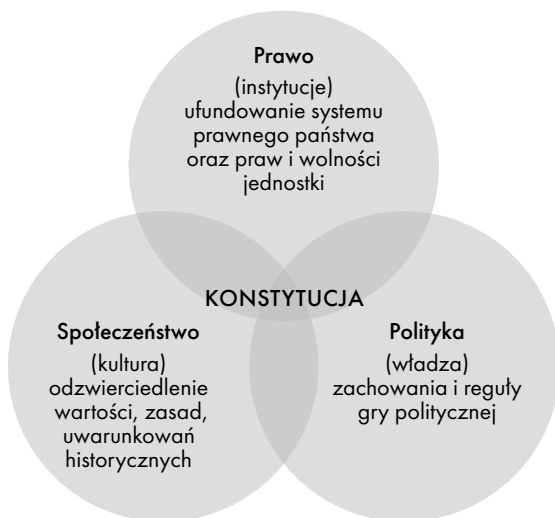 Prawo
(instytucje)
ufundowanie systemu
prawnego państwa
oraz praw i wolności
jednostki
KONSTYTUCJA
Społeczeństwo
(kultura)
odzwierciedlenie
wartości, zasad,
uwarunkowań
historycznych
Polityka
(władza)
zachowania i reguły
gry politycznej